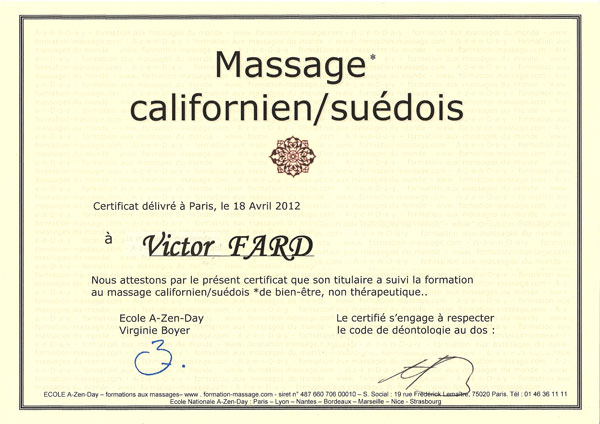 Massage*
californien/suédois
Certificat délivré à Paris, le 18 Avril 2012
à Victor FARD
Nous attestons par le présent certificat que son titulaire a suivi la formation
au massage californien/suédois *de bien-être, non thérapeutique..
Ecole A-Zen-Day
Virginie Boyer
Le certifié s'engage à respecter
le code de déontologie au dos :
ECOLE A-Zen-Day – formations aux massages– www . formation-massage.com - siret n° 487 660 706 00010 – S. Social : 19 rue Frédérick Lemaître, 75020 Paris. Tél : 01 46 36 11 11
Ecole Nationale A-Zen-Day : Paris – Lyon – Nantes – Bordeaux – Marseille – Nice - Strasbourg